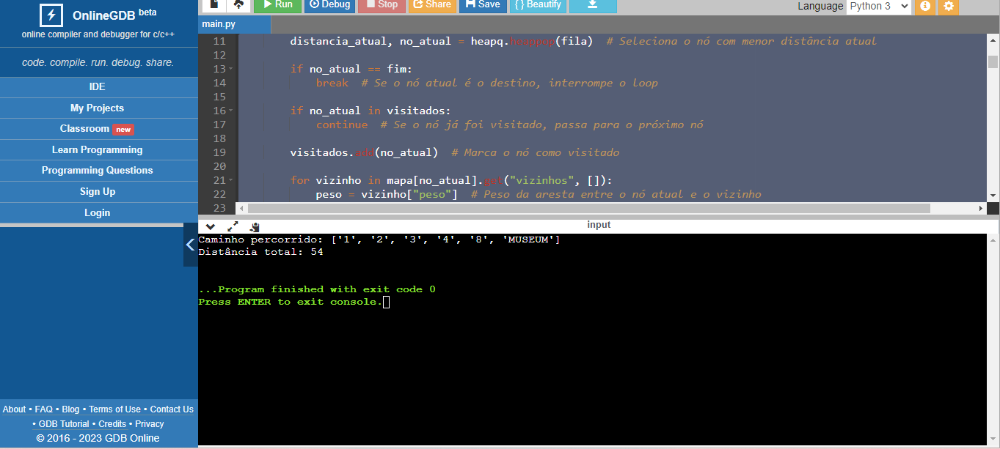 OnlineGDB beta
online compiler and debugger for c/c++
code. compile. run. debug. share.
IDE
My Projects
Classroom new
Learn Programming
Programming Questions
Sign Up
Login
About • FAQ • Blog • Terms of Use • Contact Us
• GDB Tutorial • Credits • Privacy
© 2016 - 2023 GDB Online
Run Debug Stop Share Save {} Beautify
Language Python 3
main.py
11 distancia_atual, no_atual = heapq.heappop(fila) # Seleciona o nó com menor distância atual
12
13 if no_atual == fim:
14 break # Se o nó atual é o destino, interrompe o loop
15
16 if no_atual in visitados:
17 continue # Se o nó já foi visitado, passa para o próximo nó
18
19 visitados.add(no_atual) # Marca o nó como visitado
20
21 for vizinho in mapa[no_atual].get("vizinhos", []):
22 peso = vizinho["peso"] # Peso da aresta entre o nó atual e o vizinho
23
input
Caminho percorrido: ['1', '2', '3', '4', '8', 'MUSEUM']
Distância total: 54
...Program finished with exit code 0
Press ENTER to exit console.